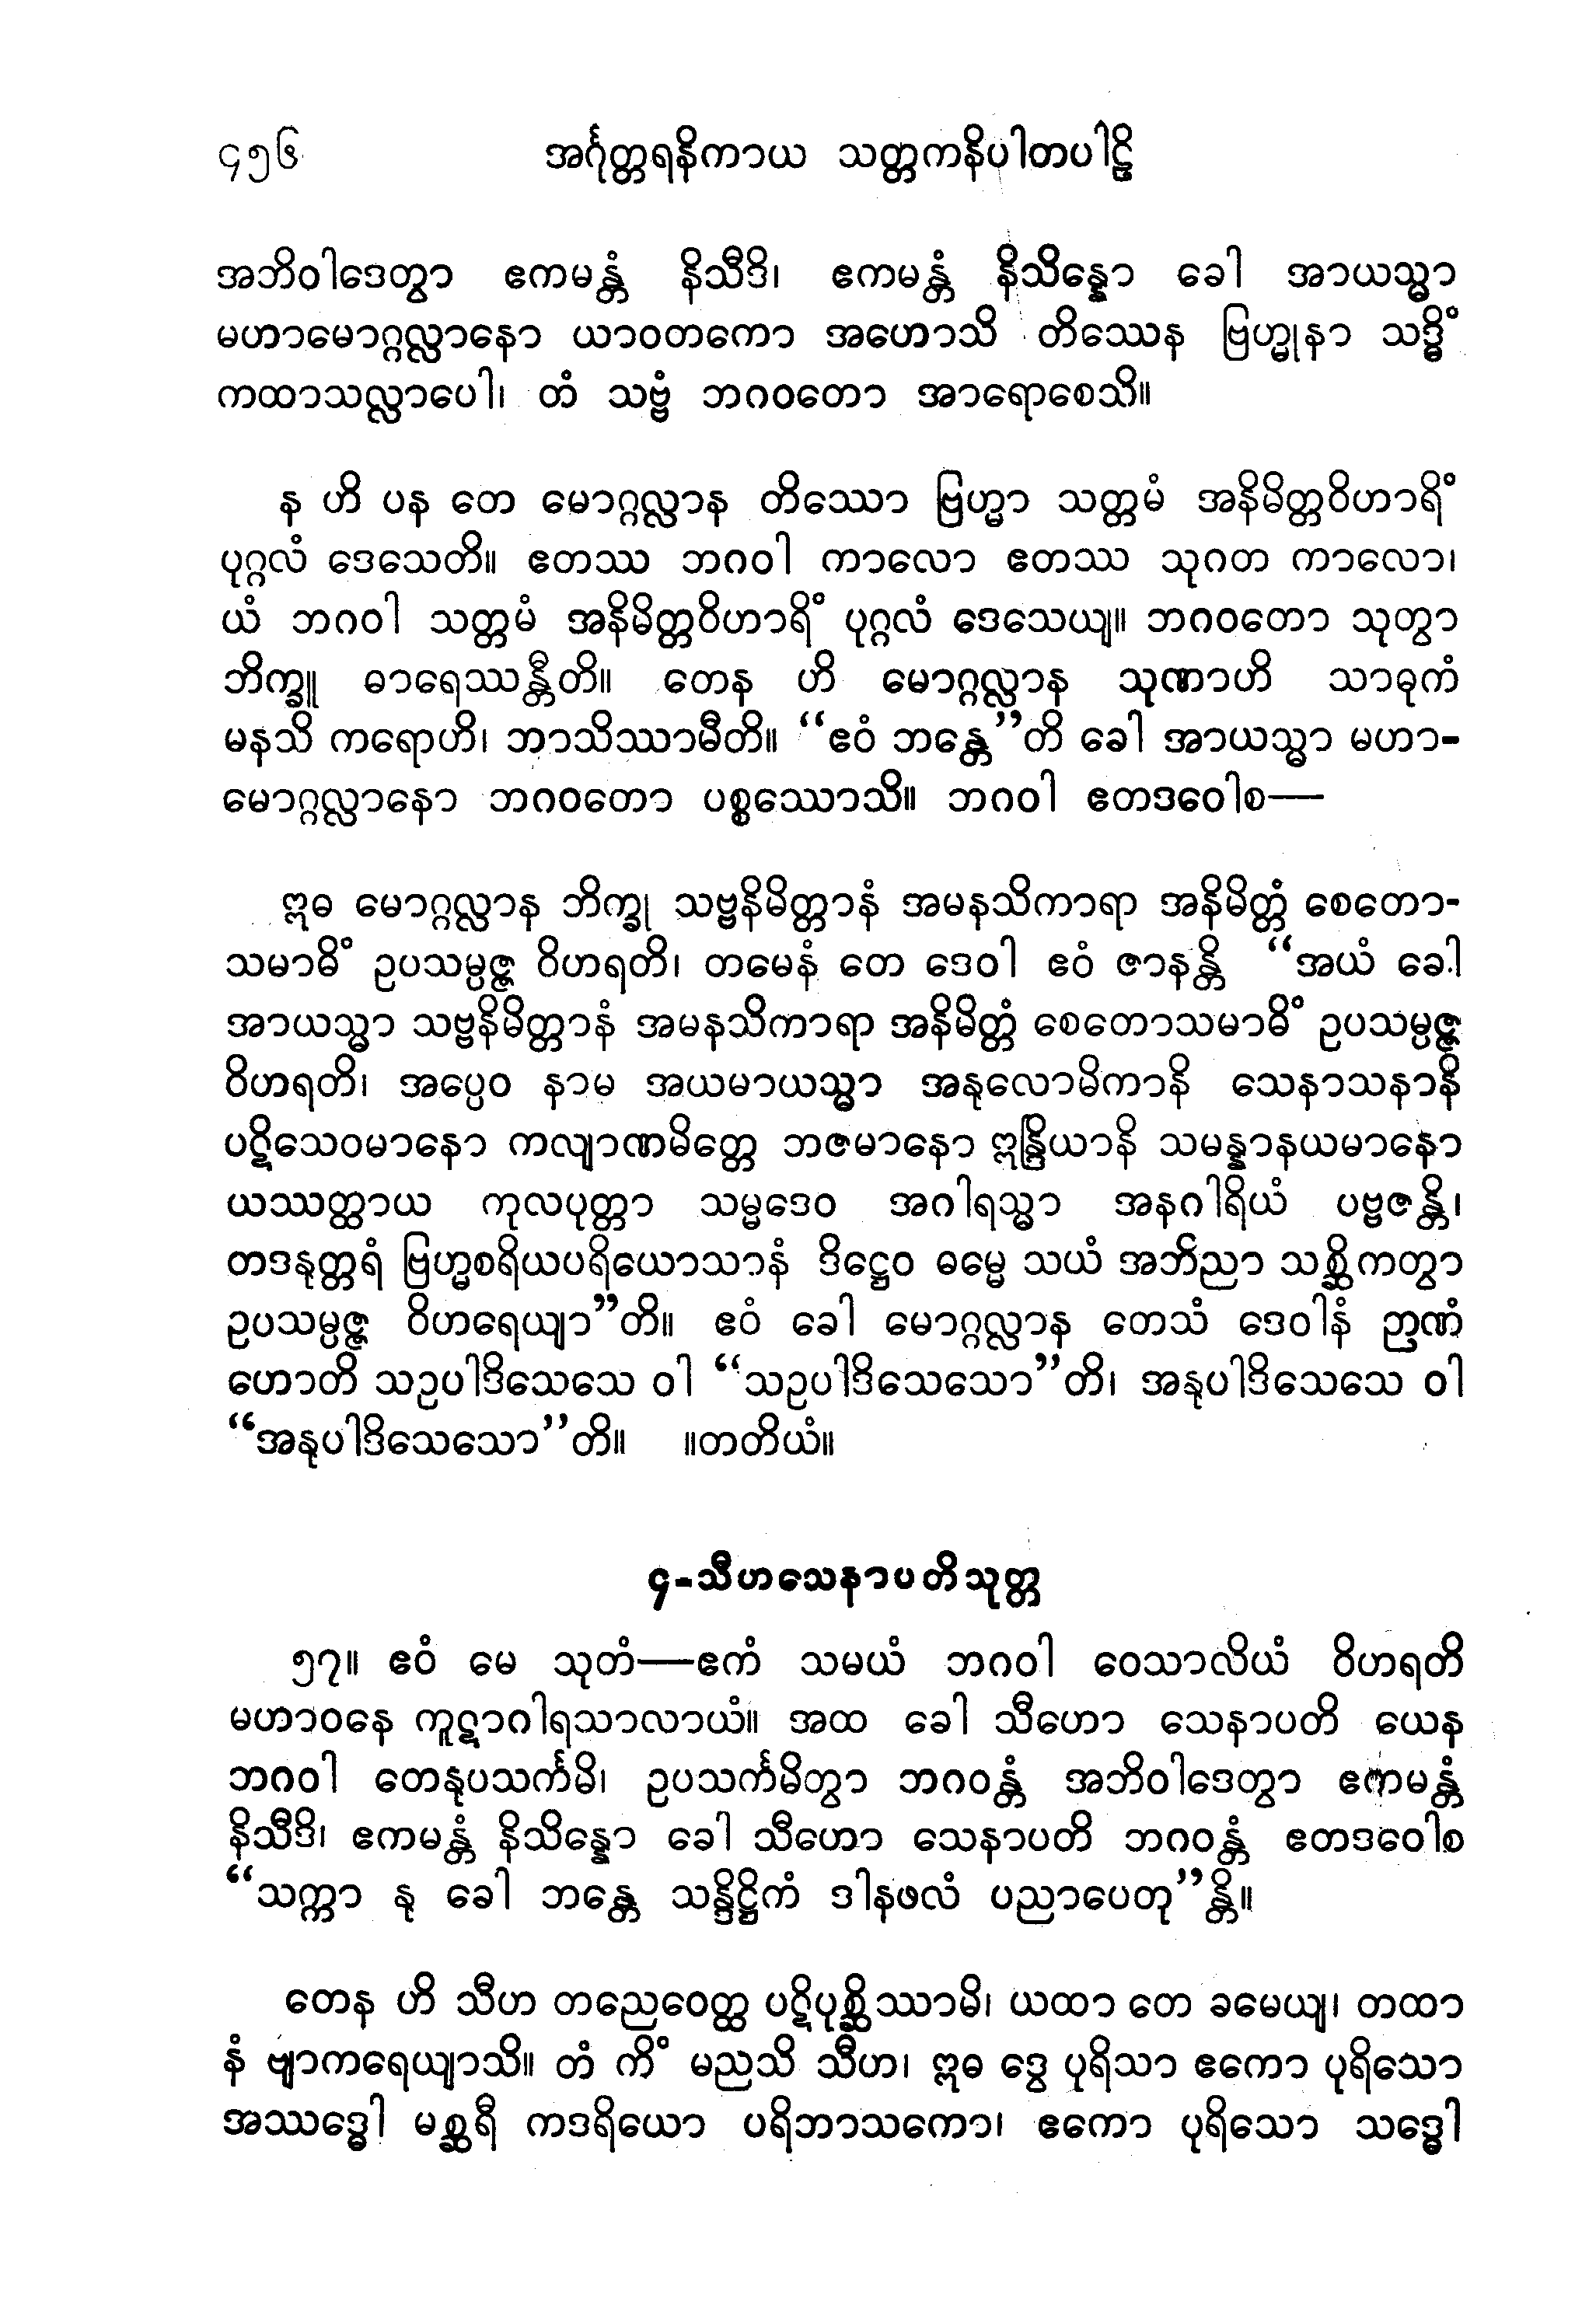 ၄၅၆ အင်္ဂုတ္တရနိကာယ သတ္တကနိပါတပါဠိ
အဘိဝါဒေတွာ ဧကမန္တံ နိသီဒိ၊ ဧကမန္တံ နိသိန္နော ခေါ အာယသ္မာ
မဟာမောဂ္ဂလ္လာနော ယာဝတကော အဟောသိ တိဿေန ဗြဟ္မုနာ သဒ္ဓိံ
ကထာသလ္လာပေါ၊ တံ သဗ္ဗံ ဘဂဝတော အာရောစေသိ။
န ဟိ ပန တေ မောဂ္ဂလ္လာန တိဿော ဗြဟ္မာ သတ္တမံ အနိမိတ္တဝိဟာရိံ
ပုဂ္ဂလံ ဒေသေတိ။ ဧတဿ ဘဂဝါ ကာလော ဧတဿ သုဂတ ကာလော၊
ယံ ဘဂဝါ သတ္တမံ အနိမိတ္တဝိဟာရိံ ပုဂ္ဂလံ ဒေသေယျ။ ဘဂဝတော သုတွာ
ဘိက္ခူ ဓာရေဿန္တီတိ။ တေန ဟိ မောဂ္ဂလ္လာန သုဏာဟိ သာဓုကံ
မနသိ ကရောဟိ၊ ဘာသိဿာမီတိ။ “ဧဝံ ဘန္တေ”တိ ခေါ အာယသ္မာ မဟာ-
မောဂ္ဂလ္လာနော ဘဂဝတော ပစ္စဿောသိ။ ဘဂဝါ ဧတဒဝေါစ—
ဣဓ မောဂ္ဂလ္လာန ဘိက္ခု သဗ္ဗနိမိတ္တာနံ အမနသိကာရာ အနိမိတ္တံ စေတော-
သမာဓိံ ဥပသမ္ပဇ္ဇ ဝိဟရတိ၊ တမေနံ တေ ဒေဝါ ဧဝံ ဇာနန္တိ “အယံ ခေါ
အာယသ္မာ သဗ္ဗနိမိတ္တာနံ အမနသိကာရာ အနိမိတ္တံ စေတောသမာဓိံ ဥပသမ္ပဇ္ဇ
ဝိဟရတိ၊ အပ္ပေဝ နာမ အယမာယသ္မာ အနုလောမိကာနိ သေနာသနာနိ
ပဋိသေဝမာနော ကလျာဏမိတ္တေ ဘဇမာနော ဣန္ဒြိယာနိ သမန္နာနယမာနော
ယဿတ္ထာယ ကုလပုတ္တာ သမ္မဒေဝ အဂါရသ္မာ အနဂါရိယံ ပဗ္ဗဇန္တိ၊
တဒနုတ္တရံ ဗြဟ္မစရိယပရိယောသာနံ ဒိဋ္ဌေဝ ဓမ္မေ သယံ အဘိညာ သစ္ဆိကတွာ
ဥပသမ္ပဇ္ဇ ဝိဟရေယျာ”တိ။ ဧဝံ ခေါ မောဂ္ဂလ္လာန တေသံ ဒေဝါနံ ဉာဏံ
ဟောတိ သဥပါဒိသေသေ ဝါ “သဥပါဒိသေသော”တိ၊ အနုပါဒိသေသေ ဝါ
“အနုပါဒိသေသော”တိ။ ။တတိယံ။
၄-သီဟသေနာပတိသုတ္တ
၅၇။ ဧဝံ မေ သုတံ—ဧကံ သမယံ ဘဂဝါ ဝေသာလိယံ ဝိဟရတိ
မဟာဝနေ ကူဋာဂါရသာလာယံ။ အထ ခေါ သီဟော သေနာပတိ ယေန
ဘဂဝါ တေနုပသင်္ကမိ၊ ဥပသင်္ကမိတွာ ဘဂဝန္တံ အဘိဝါဒေတွာ ဧကမန္တံ
နိသီဒိ၊ ဧကမန္တံ နိသိန္နော ခေါ သီဟော သေနာပတိ ဘဂဝန္တံ ဧတဒဝေါစ
“သက္ကာ နု ခေါ ဘန္တေ သန္ဒိဋ္ဌိကံ ဒါနဖလံ ပညာပေတု”န္တိ။
တေန ဟိ သီဟ တညေဝေတ္ထ ပဋိပုစ္ဆိဿာမိ၊ ယထာ တေ ခမေယျ၊ တထာ
နံ ဗျာကရေယျာသိ။ တံ ကိံ မညသိ သီဟ၊ ဣဓ ဒွေ ပုရိသာ ဧကော ပုရိသော
အဿဒ္ဓေါ မစ္ဆရီ ကဒရိယော ပရိဘာသကော၊ ဧကော ပုရိသော သဒ္ဓေါ